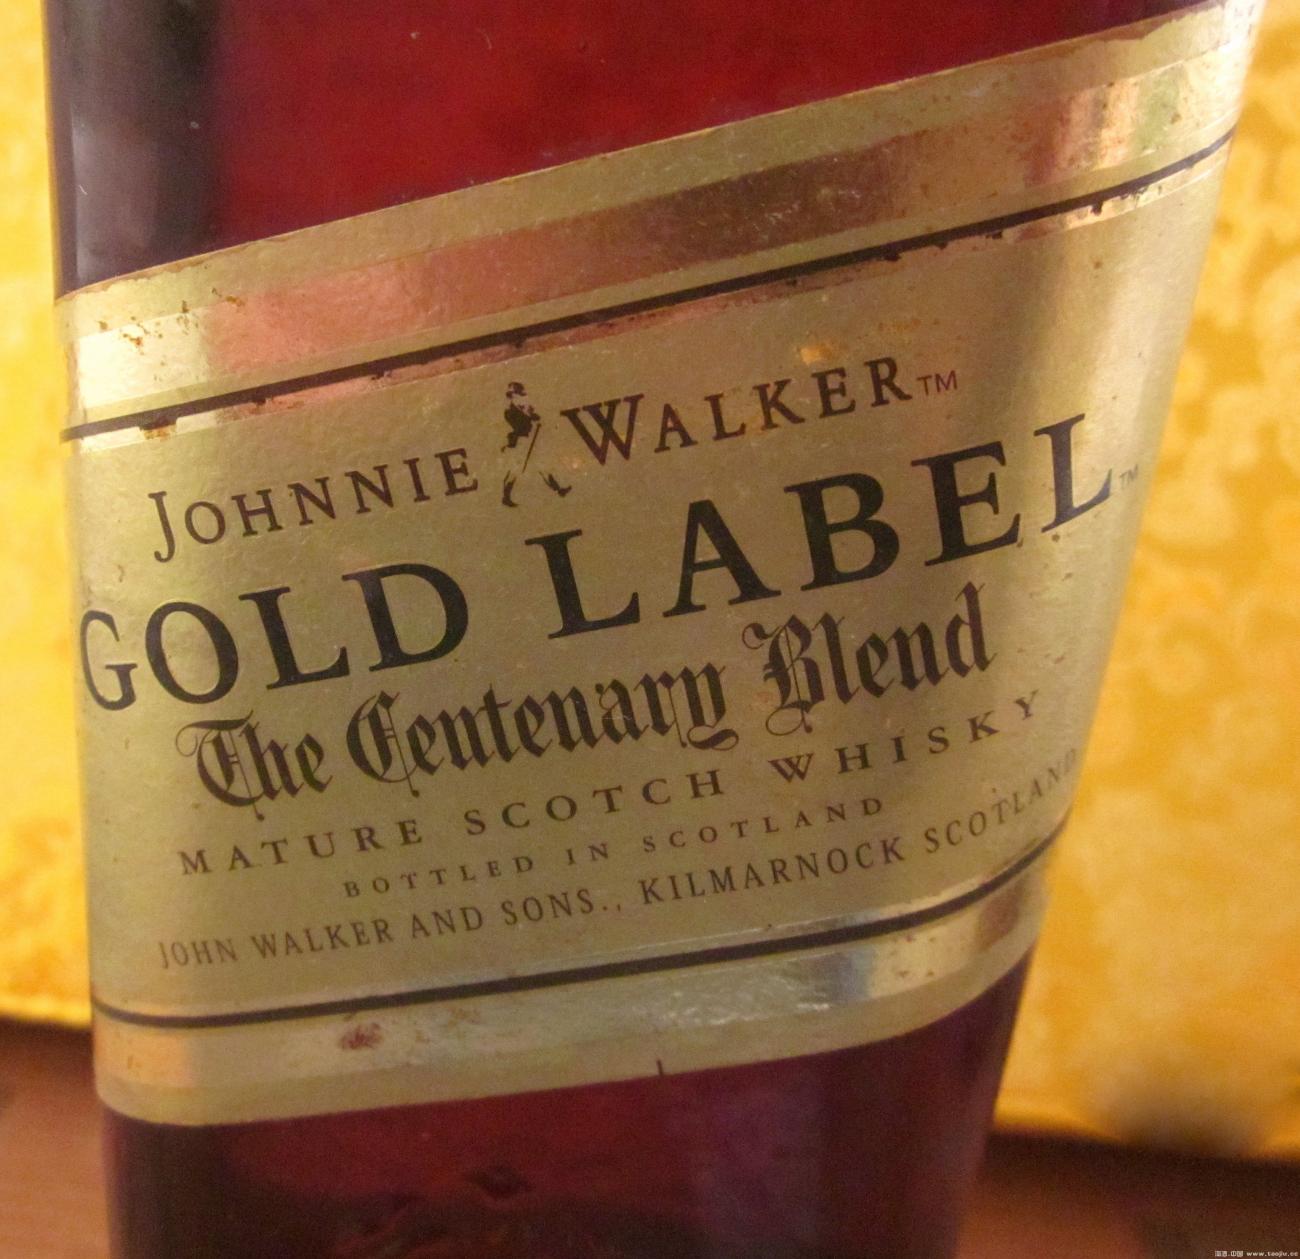 JOHNNIE WALKER™
GOLD LABEL™
The Centenary Blend
MATURE SCOTCH WHISKY
BOTTLED IN SCOTLAND
JOHN WALKER AND SONS., KILMARNOCK SCOTLAND